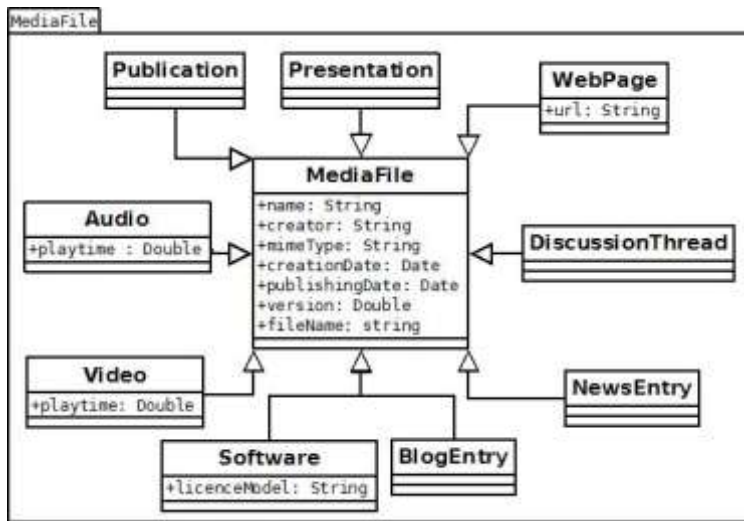 MediaFile
Publication
Presentation
WebPage
+url: String
MediaFile
+name: String
+creator: String
+mimeType: String
+creationDate: Date
+publishingDate: Date
+version: Double
+fileName: string
Audio
+playtime : Double
DiscussionThread
Video
+playtime: Double
NewsEntry
Software
+licenceModel: String
BlogEntry